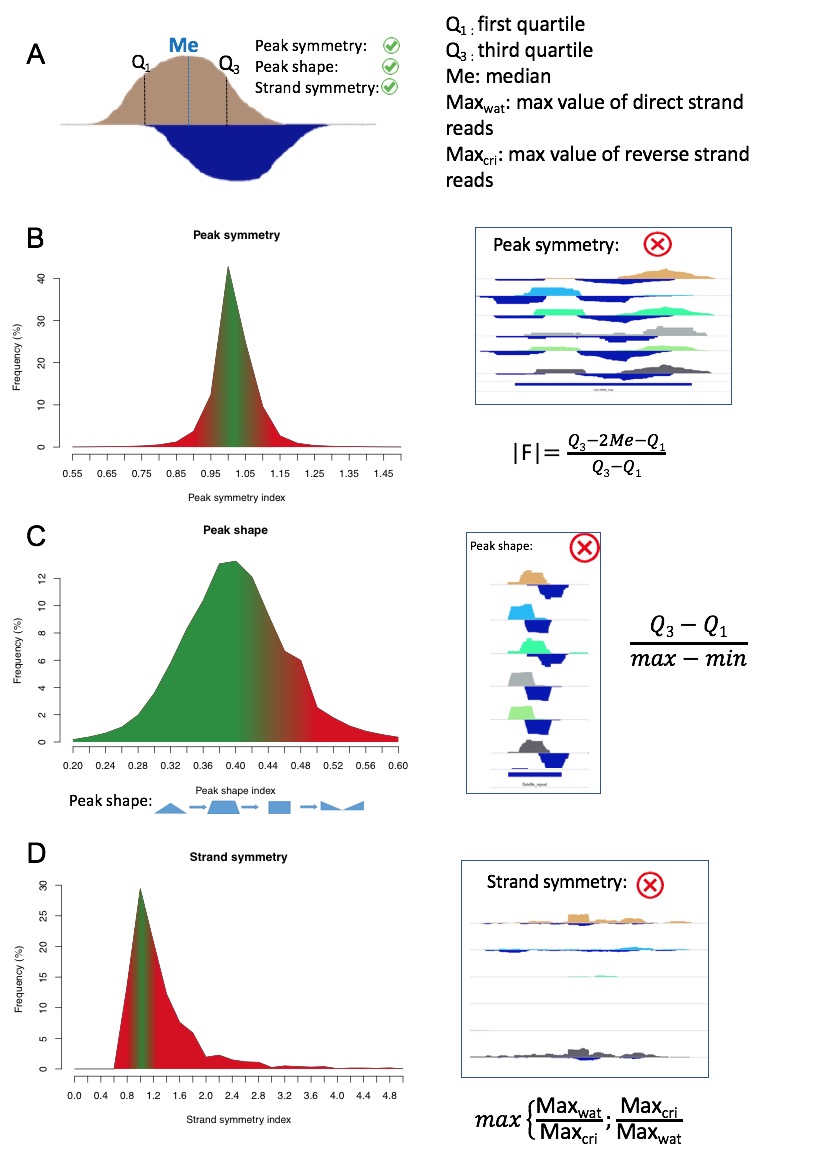 A
Me
Q1
Q3
Peak symmetry:
Peak shape:
Strand symmetry:
Q1 : first quartile
Q3 : third quartile
Me: median
Maxwat: max value of direct strand
reads
Maxcri: max value of reverse strand
reads
B
Peak symmetry
Frequency (%)
40
30
20
10
0
0.55 0.65 0.75 0.85 0.95 1.05 1.15 1.25 1.35 1.45
Peak symmetry index
Peak symmetry:
|F|= Q3−2Me−Q1
Q3−Q1
C
Peak shape
Frequency (%)
12
10
8
6
4
2
0
0.20 0.24 0.28 0.32 0.36 0.40 0.44 0.48 0.52 0.56 0.60
Peak shape index
Peak shape:
Peak shape:
Satellite_repeat
Q3 − Q1
max − min
D
Strand symmetry
Frequency (%)
30
25
20
15
10
5
0
0.0 0.4 0.8 1.2 1.6 2.0 2.4 2.8 3.2 3.6 4.0 4.4 4.8
Strand symmetry index
Strand symmetry:
max { Maxwat ; Maxcri
Maxcri Maxwat